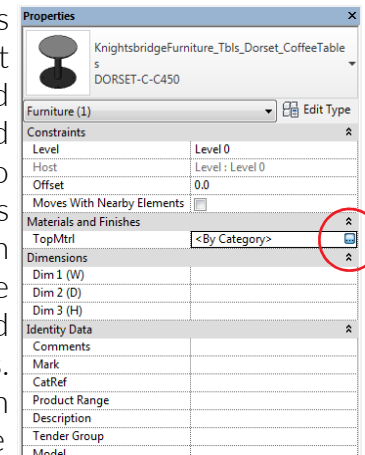 Properties
KnightsbridgeFurniture_Tbls_Dorset_CoffeeTable
s
DORSET-C-C450
Furniture (1) Edit Type
Constraints
Level Level 0
Host Level : Level 0
Offset 0.0
Moves With Nearby Elements
Materials and Finishes
TopMtrl <By Category>
Dimensions
Dim 1 (W)
Dim 2 (D)
Dim 3 (H)
Identity Data
Comments
Mark
CatRef
Product Range
Description
Tender Group
Model